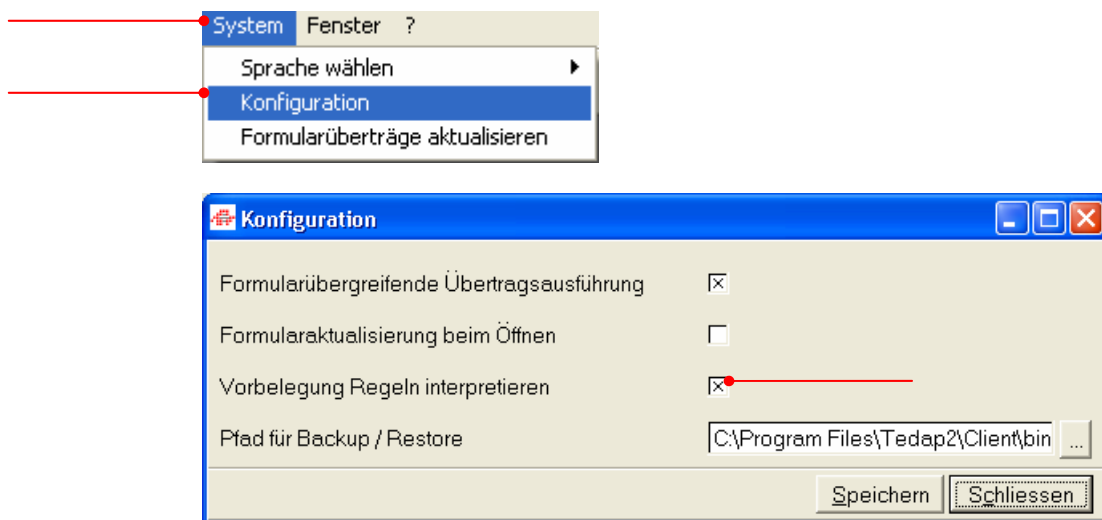 System Fenster ?
Sprache wählen
Konfiguration
Formularüberträge aktualisieren
Konfiguration
Formularübergreifende Übertragsausführung
Formularaktualisierung beim Öffnen
Vorbelegung Regeln interpretieren
Pfad für Backup / Restore C:\Program Files\Tedap2\Client\bin ...
Speichern Schliessen